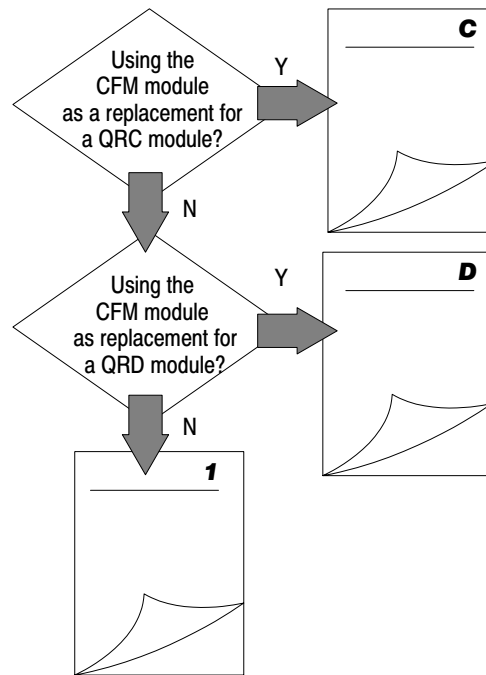 Using the
CFM module
as a replacement for
a QRC module?
Y
C
N
Using the
CFM module
as replacement for
a QRD module?
Y
D
N
1